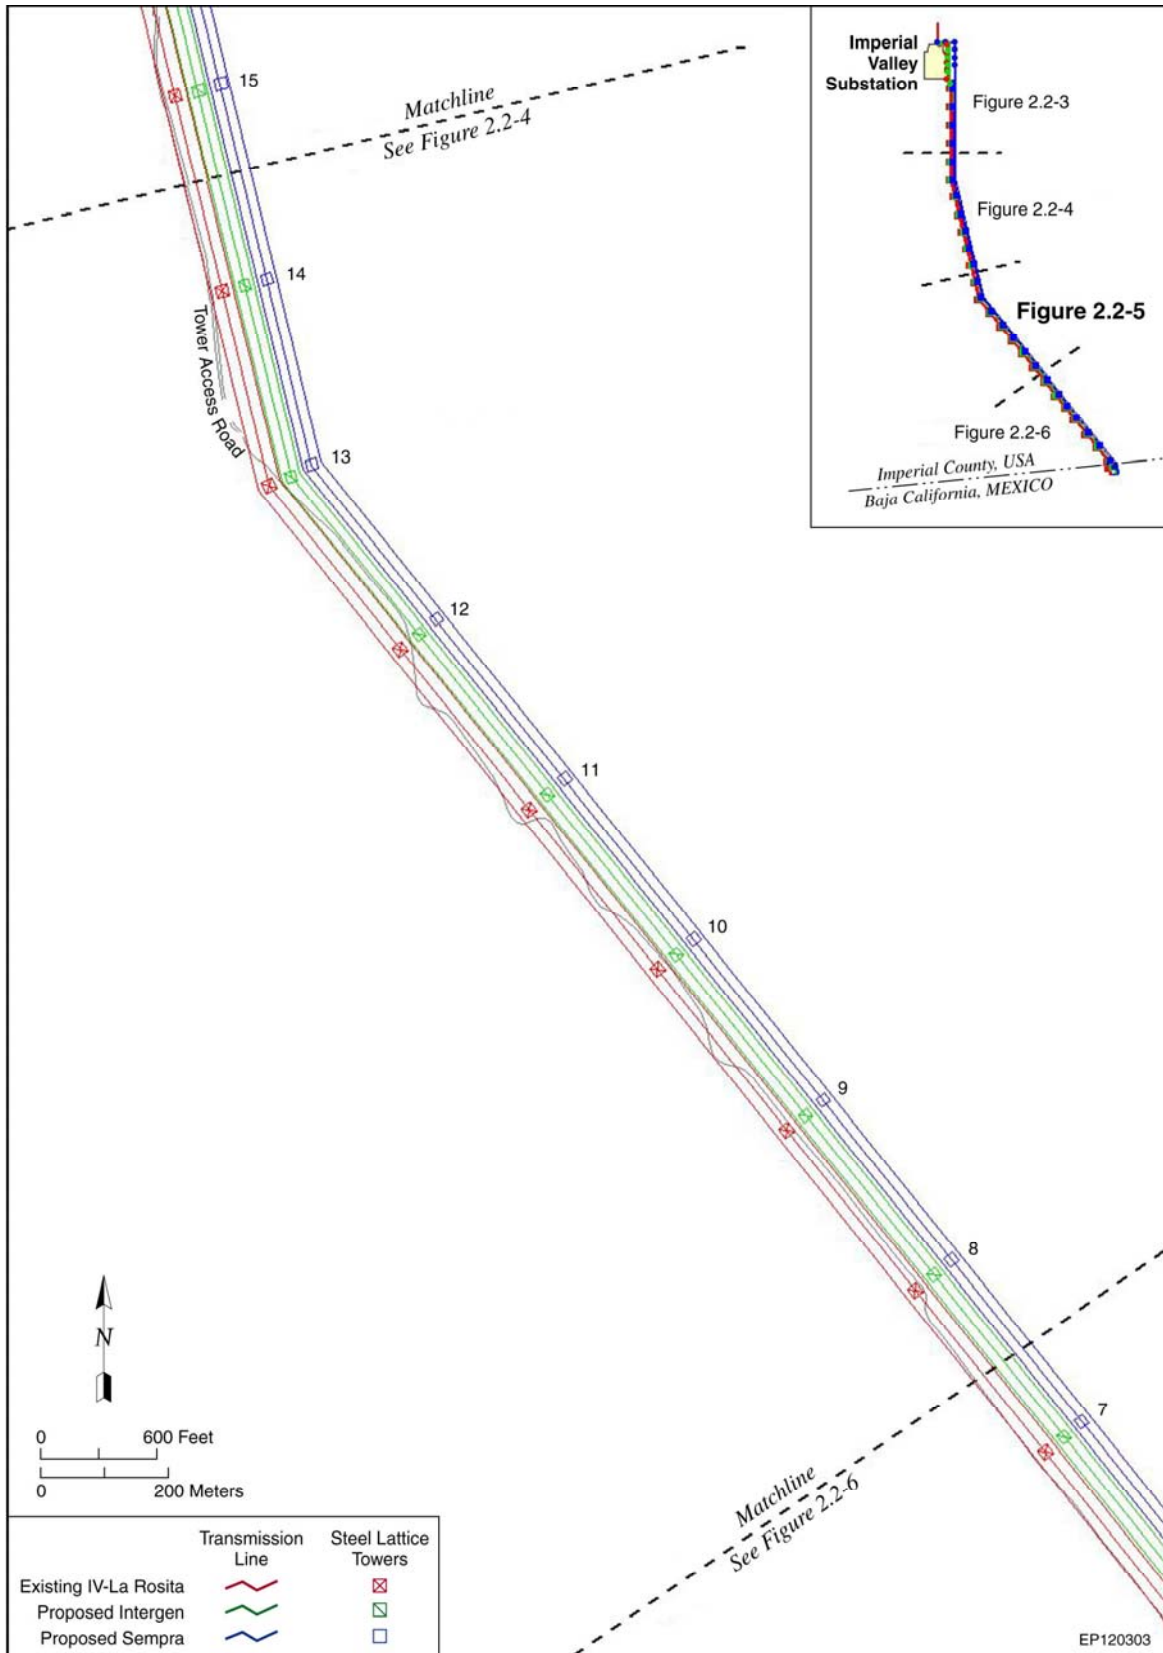 15
Matchline
See Figure 2.2-4
14
Tower Access Road
13
12
11
10
9
8
7
Imperial
Valley
Substation
Figure 2.2-3
Figure 2.2-4
Figure 2.2-5
Figure 2.2-6
Imperial County, USA
Baja California, MEXICO
N
0 600 Feet
0 200 Meters
Matchline
See Figure 2.2-6
Transmission Line
Steel Lattice Towers
Existing IV-La Rosita
Proposed Intergen
Proposed Sempra
EP120303